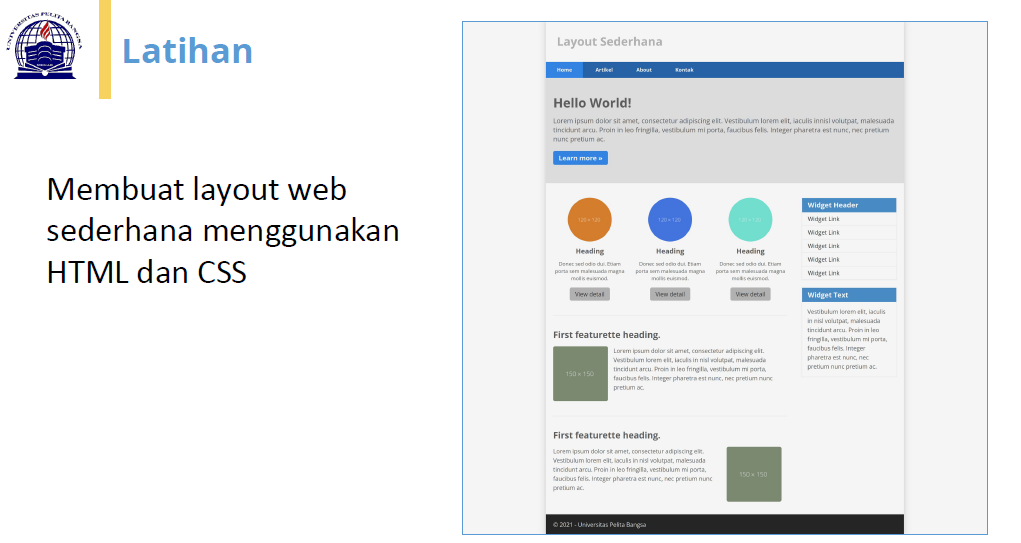 UNIVERSITAS PELITA BANGSA
Latihan
Membuat layout web
sederhana menggunakan
HTML dan CSS
Layout Sederhana
Home Artikel About Kontak
Hello World!
Lorem ipsum dolor sit amet, consectetur adipiscing elit. Vestibulum lorem elit, iaculis innisl volutpat, malesuada
tincidunt arcu. Proin in leo fringilla, vestibulum mi porta, faucibus felis. Integer pharetra est nunc, nec pretium
nunc pretium ac.
Learn more »
120 × 120 120 × 120 120 × 120
Heading Heading Heading
Donec sed odio dui. Etiam Donec sed odio dui. Etiam Donec sed odio dui. Etiam
porta sem malesuada magna porta sem malesuada magna porta sem malesuada magna
mollis euismod. mollis euismod. mollis euismod.
View detail View detail View detail
First featurette heading.
150 × 150
Lorem ipsum dolor sit amet, consectetur adipiscing elit.
Vestibulum lorem elit, iaculis in nisl volutpat, malesuada
tincidunt arcu. Proin in leo fringilla, vestibulum mi porta,
faucibus felis. Integer pharetra est nunc, nec pretium nunc
pretium ac.
First featurette heading.
Lorem ipsum dolor sit amet, consectetur adipiscing elit.
Vestibulum lorem elit, iaculis in nisl volutpat, malesuada
tincidunt arcu. Proin in leo fringilla, vestibulum mi porta,
faucibus felis. Integer pharetra est nunc, nec pretium nunc
pretium ac.
150 × 150
Widget Header
Widget Link
Widget Link
Widget Link
Widget Link
Widget Link
Widget Text
Vestibulum lorem elit, iaculis
in nisl volutpat, malesuada
tincidunt arcu. Proin in leo
fringilla, vestibulum mi porta,
faucibus felis. Integer
pharetra est nunc, nec
pretium nunc pretium ac.
© 2021 - Universitas Pelita Bangsa